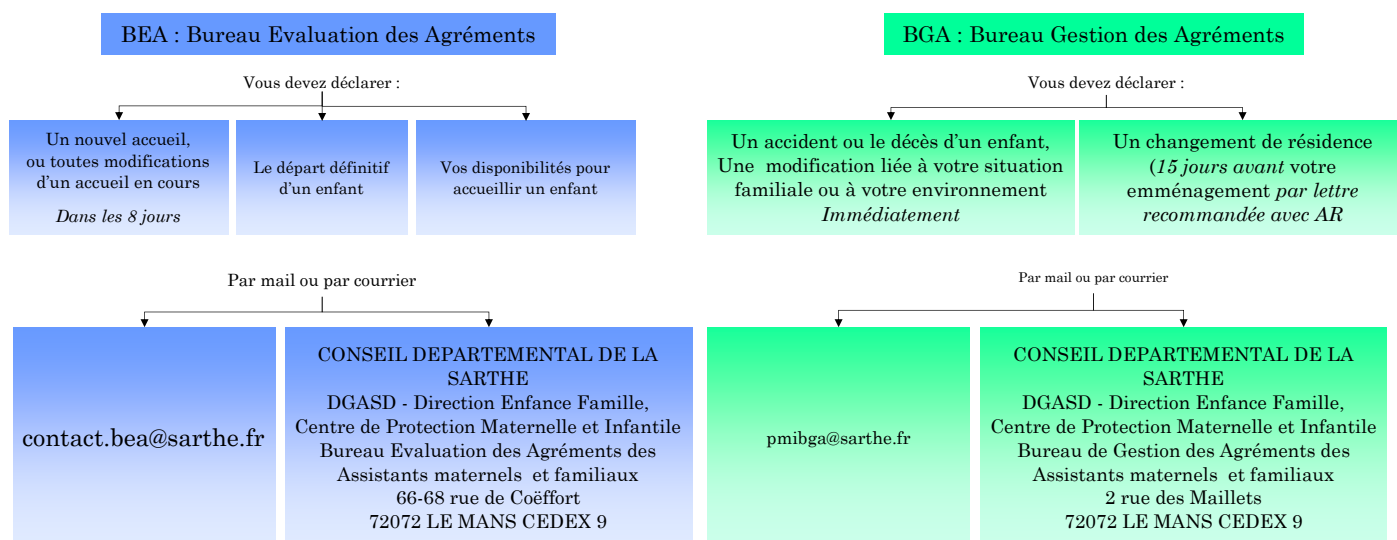 BEA : Bureau Evaluation des Agréments
Vous devez déclarer :
Un nouvel accueil,
ou toutes modifications
d'un accueil en cours
Dans les 8 jours
Le départ définitif
d'un enfant
Vos disponibilités pour
accueillir un enfant
Par mail ou par courrier
contact.bea@sarthe.fr
CONSEIL DEPARTEMENTAL DE LA
SARTHE
DGASD - Direction Enfance Famille,
Centre de Protection Maternelle et Infantile
Bureau Evaluation des Agréments des
Assistants maternels et familiaux
66-68 rue de Coëffort
72072 LE MANS CEDEX 9
BGA : Bureau Gestion des Agréments
Vous devez déclarer :
Un accident ou le décès d'un enfant,
Une modification liée à votre situation
familiale ou à votre environnement
Immédiatement
Un changement de résidence
(15 jours avant votre
emménagement par lettre
recommandée avec AR
Par mail ou par courrier
pmibga@sarthe.fr
CONSEIL DEPARTEMENTAL DE LA
SARTHE
DGASD - Direction Enfance Famille,
Centre de Protection Maternelle et Infantile
Bureau de Gestion des Agréments des
Assistants maternels et familiaux
2 rue des Maillets
72072 LE MANS CEDEX 9